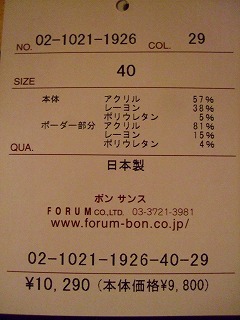 NO. 02-1021-1926 COL. 29
SIZE 40
本体 アクリル 57%
レーヨン 38%
ポリウレタン 5%
ボーダー部分 アクリル 81%
レーヨン 15%
QUA. ポリウレタン 4%
日本製
ボン サンス
FORUM CO.,LTD. 03-3721-3981
www.forum-bon.co.jp/
02-1021-1926-40-29
¥10,290 (本体価格¥9,800)